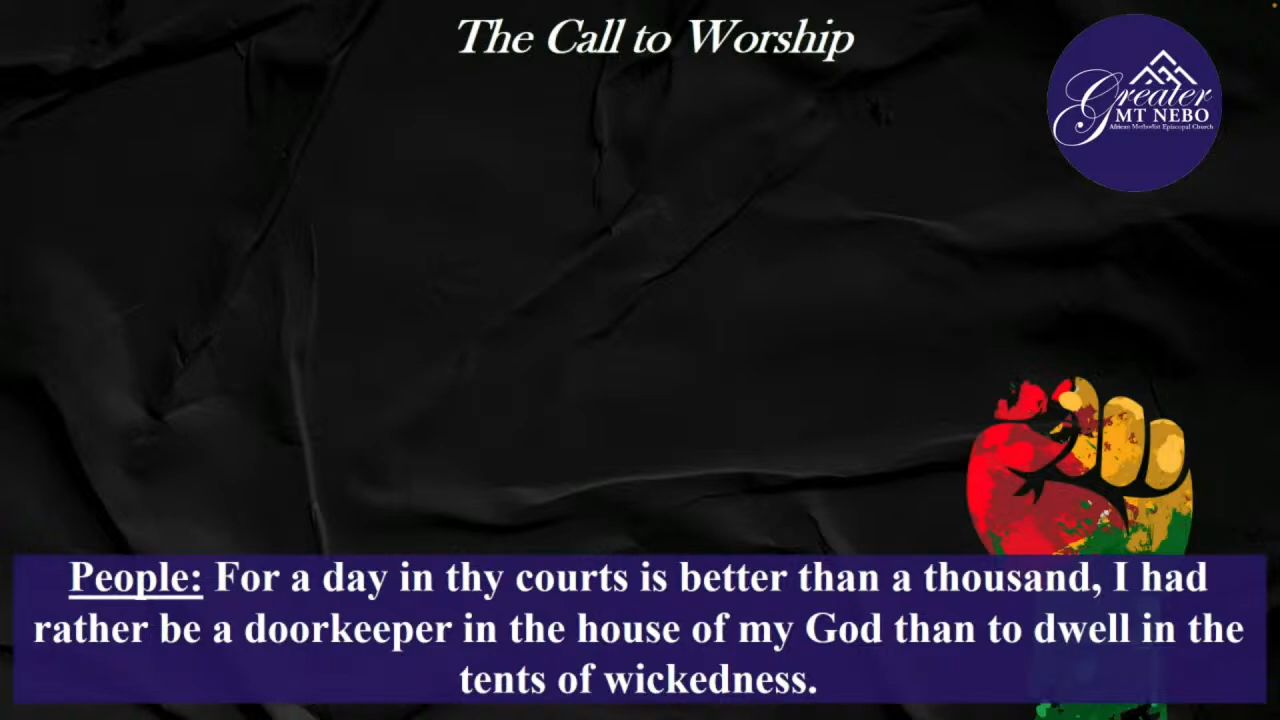 The Call to Worship
Greater
MT NEBO
African Methodist Episcopal Church
People: For a day in thy courts is better than a thousand, I had
rather be a doorkeeper in the house of my God than to dwell in the
tents of wickedness.